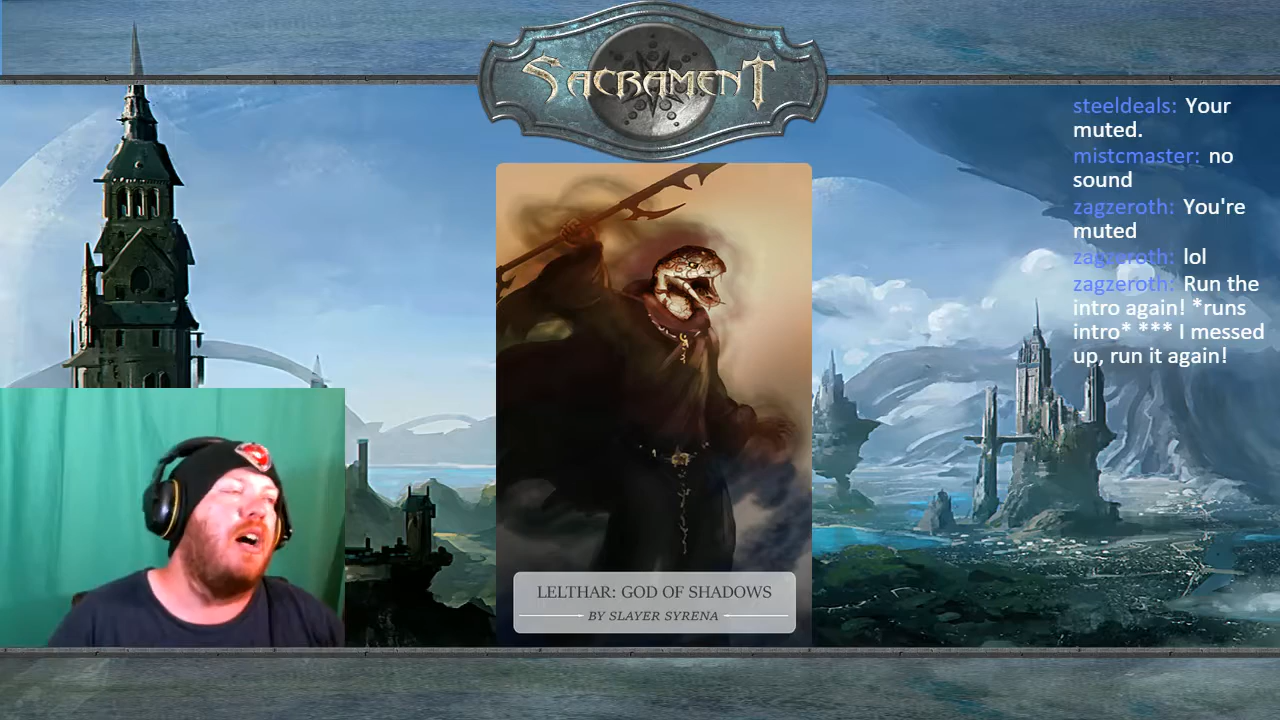 SACRAMENT
steeldeals: Your
muted.
mistcmaster: no
sound
zagzeroth: You're
muted
zagzeroth: lol
zagzeroth: Run the
intro again! *runs
intro* *** I messed
up, run it again!
LELTHAR: GOD OF SHADOWS
BY SLAYER SYRENA